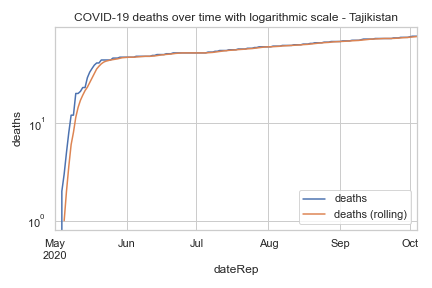 COVID-19 deaths over time with logarithmic scale - Tajikistan
deaths
10¹
10⁰
May
2020
Jun
Jul
Aug
Sep
Oct
dateRep
deaths
deaths (rolling)